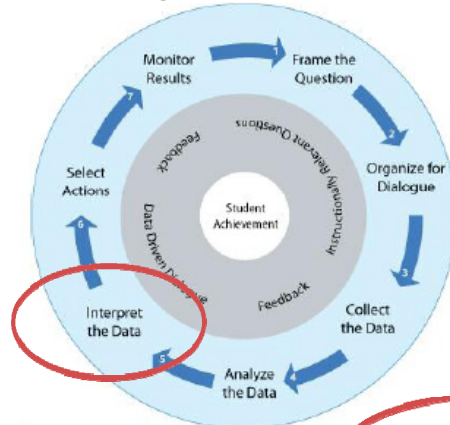 Monitor
Results
1
Frame the
Question
2
Organize for
Dialogue
3
Collect
the Data
4
Analyze
the Data
5
Interpret
the Data
6
Select
Actions
7
Instructionally Relevant Questions
Feedback
Data Driven Dialogue
Feedback
Student
Achievement